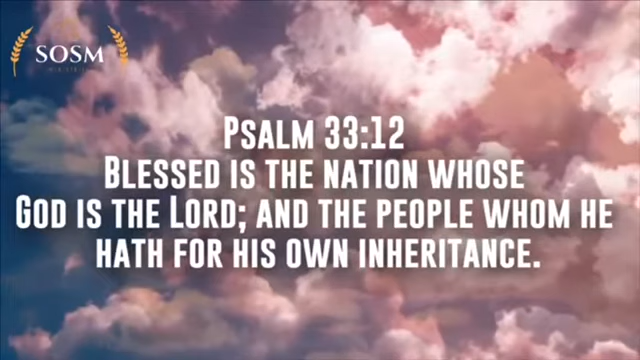 SOSM
Psalm 33:12
Blessed is the nation whose
God is the Lord; and the people whom he
hath for his own inheritance.